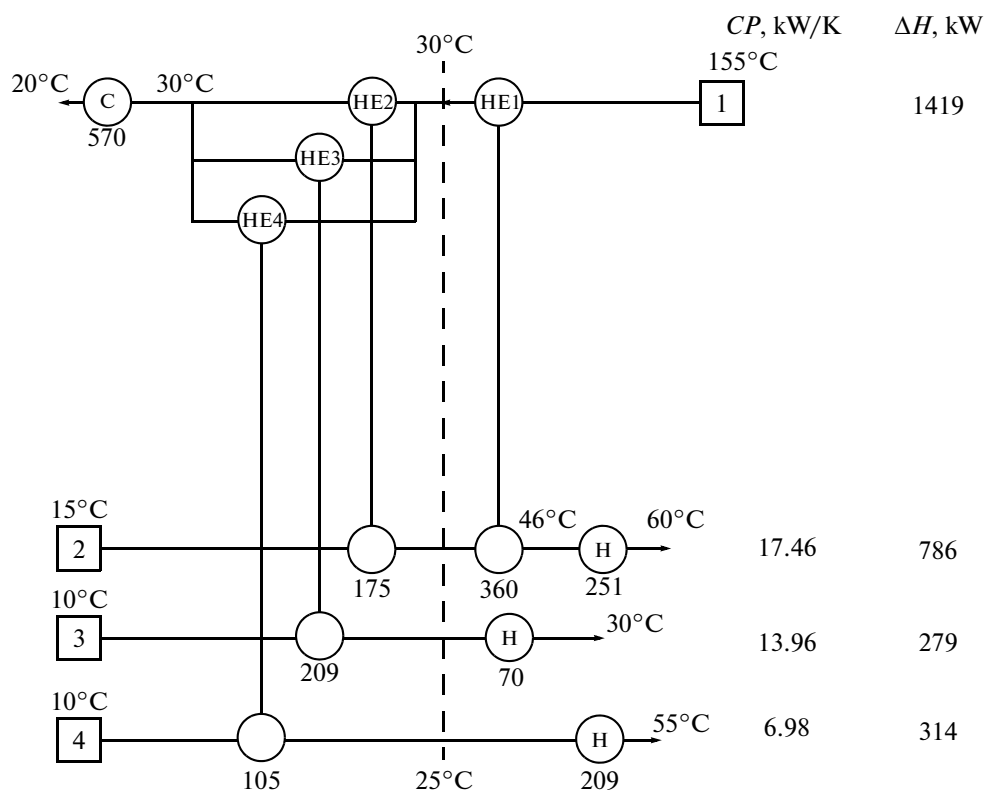 CP, kW/K ΔH, kW
30°C
155°C
20°C C 30°C HE2 HE1 1 1419
570
HE3
HE4
15°C
46°C 60°C
2 H 17.46 786
175 360 251
10°C
30°C
3 H 13.96 279
209 70
10°C
55°C
4 H 6.98 314
105 25°C 209